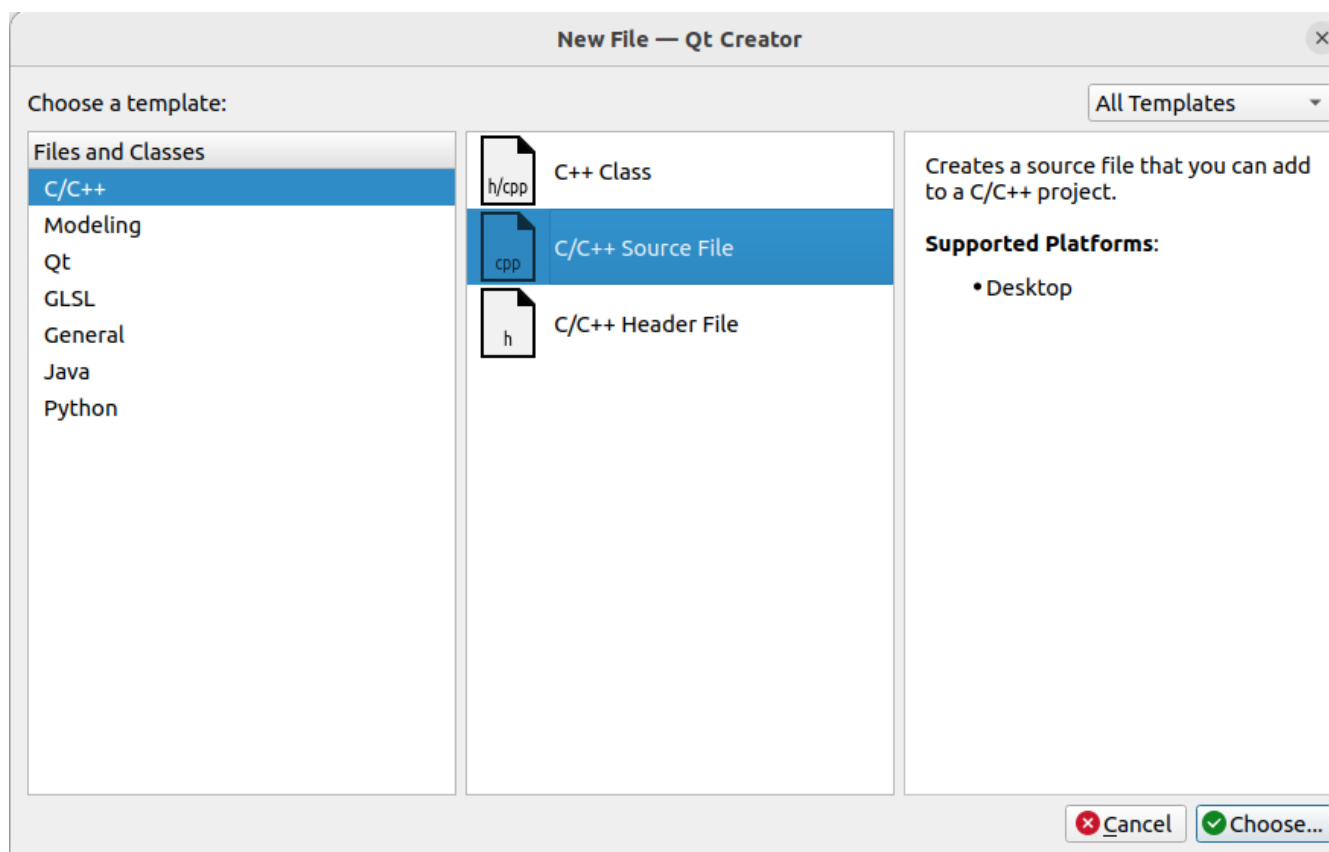 New File — Qt Creator
Choose a template:
All Templates
Files and Classes
C/C++
Modeling
Qt
GLSL
General
Java
Python
h/cpp
C++ Class
cpp
C/C++ Source File
h
C/C++ Header File
Creates a source file that you can add
to a C/C++ project.
Supported Platforms:
• Desktop
Cancel
Choose...